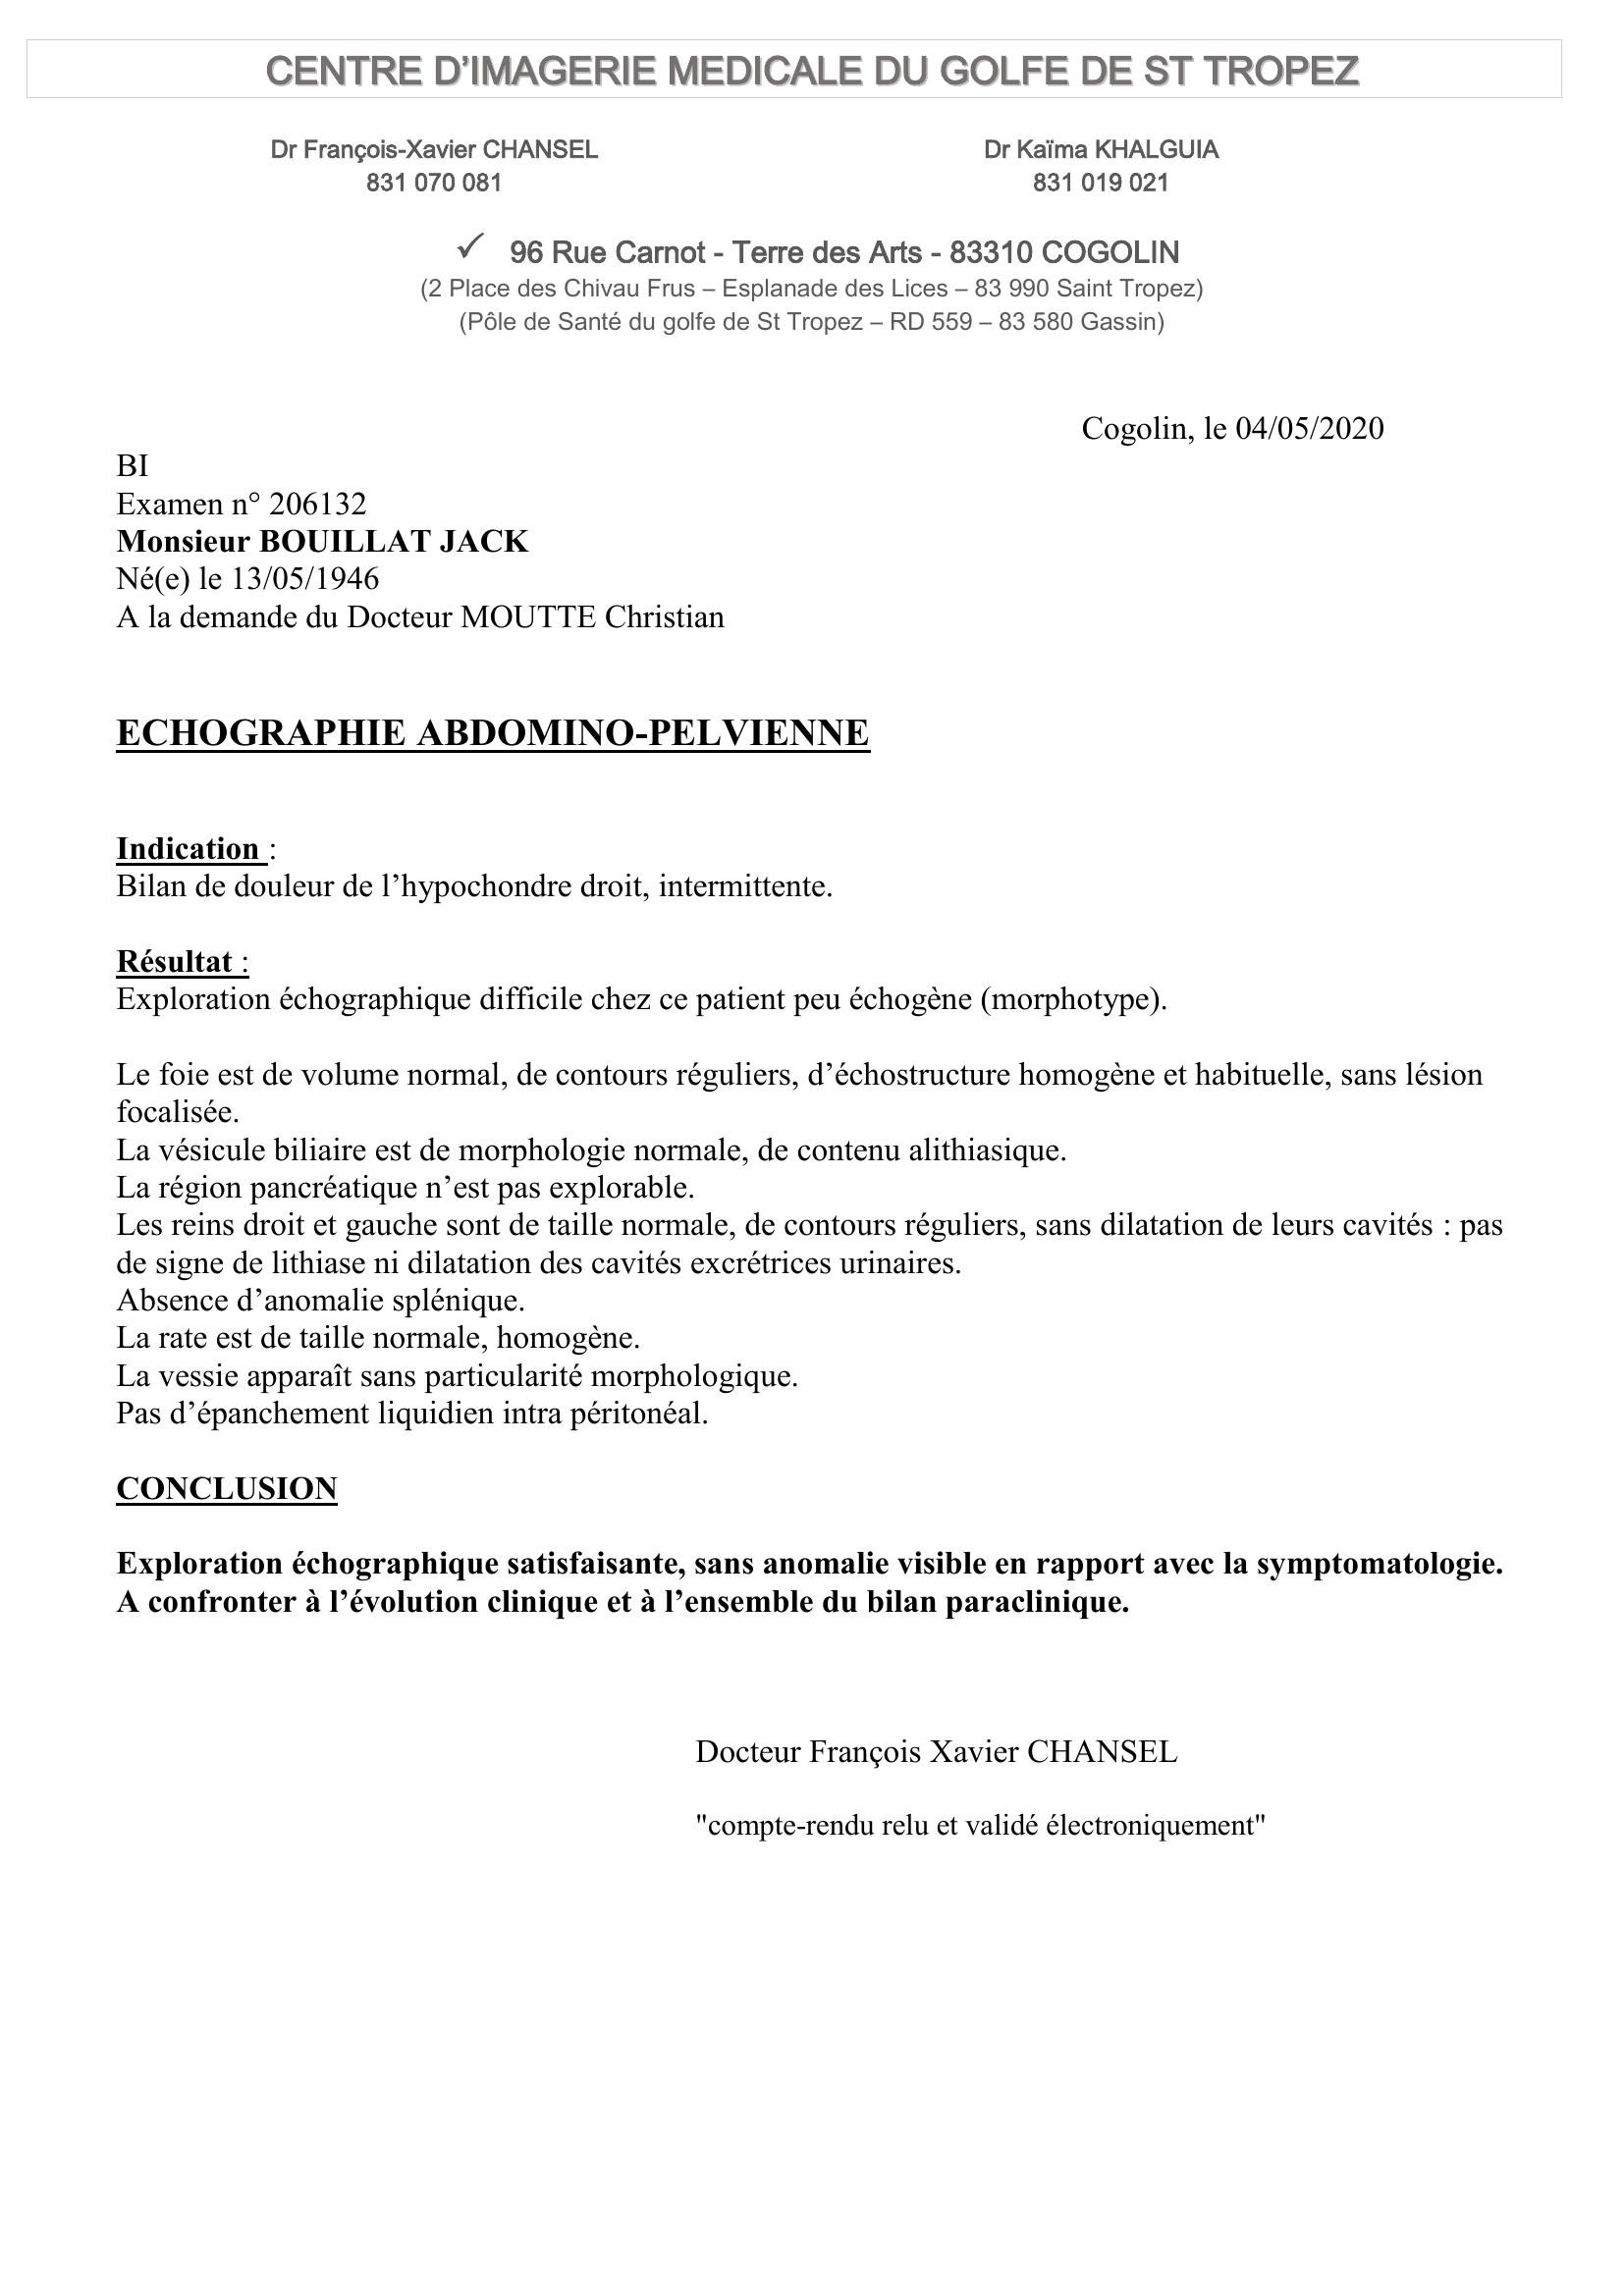 CENTRE D’IMAGERIE MEDICALE DU GOLFE DE ST TROPEZ
Dr François-Xavier CHANSEL
831 070 081
Dr Kaïma KHALGUIA
831 019 021
✓ 96 Rue Carnot - Terre des Arts - 83310 COGOLIN
(2 Place des Chivau Frus – Esplanade des Lices – 83 990 Saint Tropez)
(Pôle de Santé du golfe de St Tropez – RD 559 – 83 580 Gassin)
Cogolin, le 04/05/2020
BI
Examen n° 206132
Monsieur BOUILLAT JACK
Né(e) le 13/05/1946
A la demande du Docteur MOUTTE Christian
ECHOGRAPHIE ABDOMINO-PELVIENNE
Indication :
Bilan de douleur de l’hypochondre droit, intermittente.
Résultat :
Exploration échographique difficile chez ce patient peu échogène (morphotype).
Le foie est de volume normal, de contours réguliers, d’échostructure homogène et habituelle, sans lésion
focalisée.
La vésicule biliaire est de morphologie normale, de contenu alithiasique.
La région pancréatique n’est pas explorable.
Les reins droit et gauche sont de taille normale, de contours réguliers, sans dilatation de leurs cavités : pas
de signe de lithiase ni dilatation des cavités excrétrices urinaires.
Absence d’anomalie splénique.
La rate est de taille normale, homogène.
La vessie apparaît sans particularité morphologique.
Pas d’épanchement liquidien intra péritonéal.
CONCLUSION
Exploration échographique satisfaisante, sans anomalie visible en rapport avec la symptomatologie.
A confronter à l’évolution clinique et à l’ensemble du bilan paraclinique.
Docteur François Xavier CHANSEL
"compte-rendu relu et validé électroniquement"